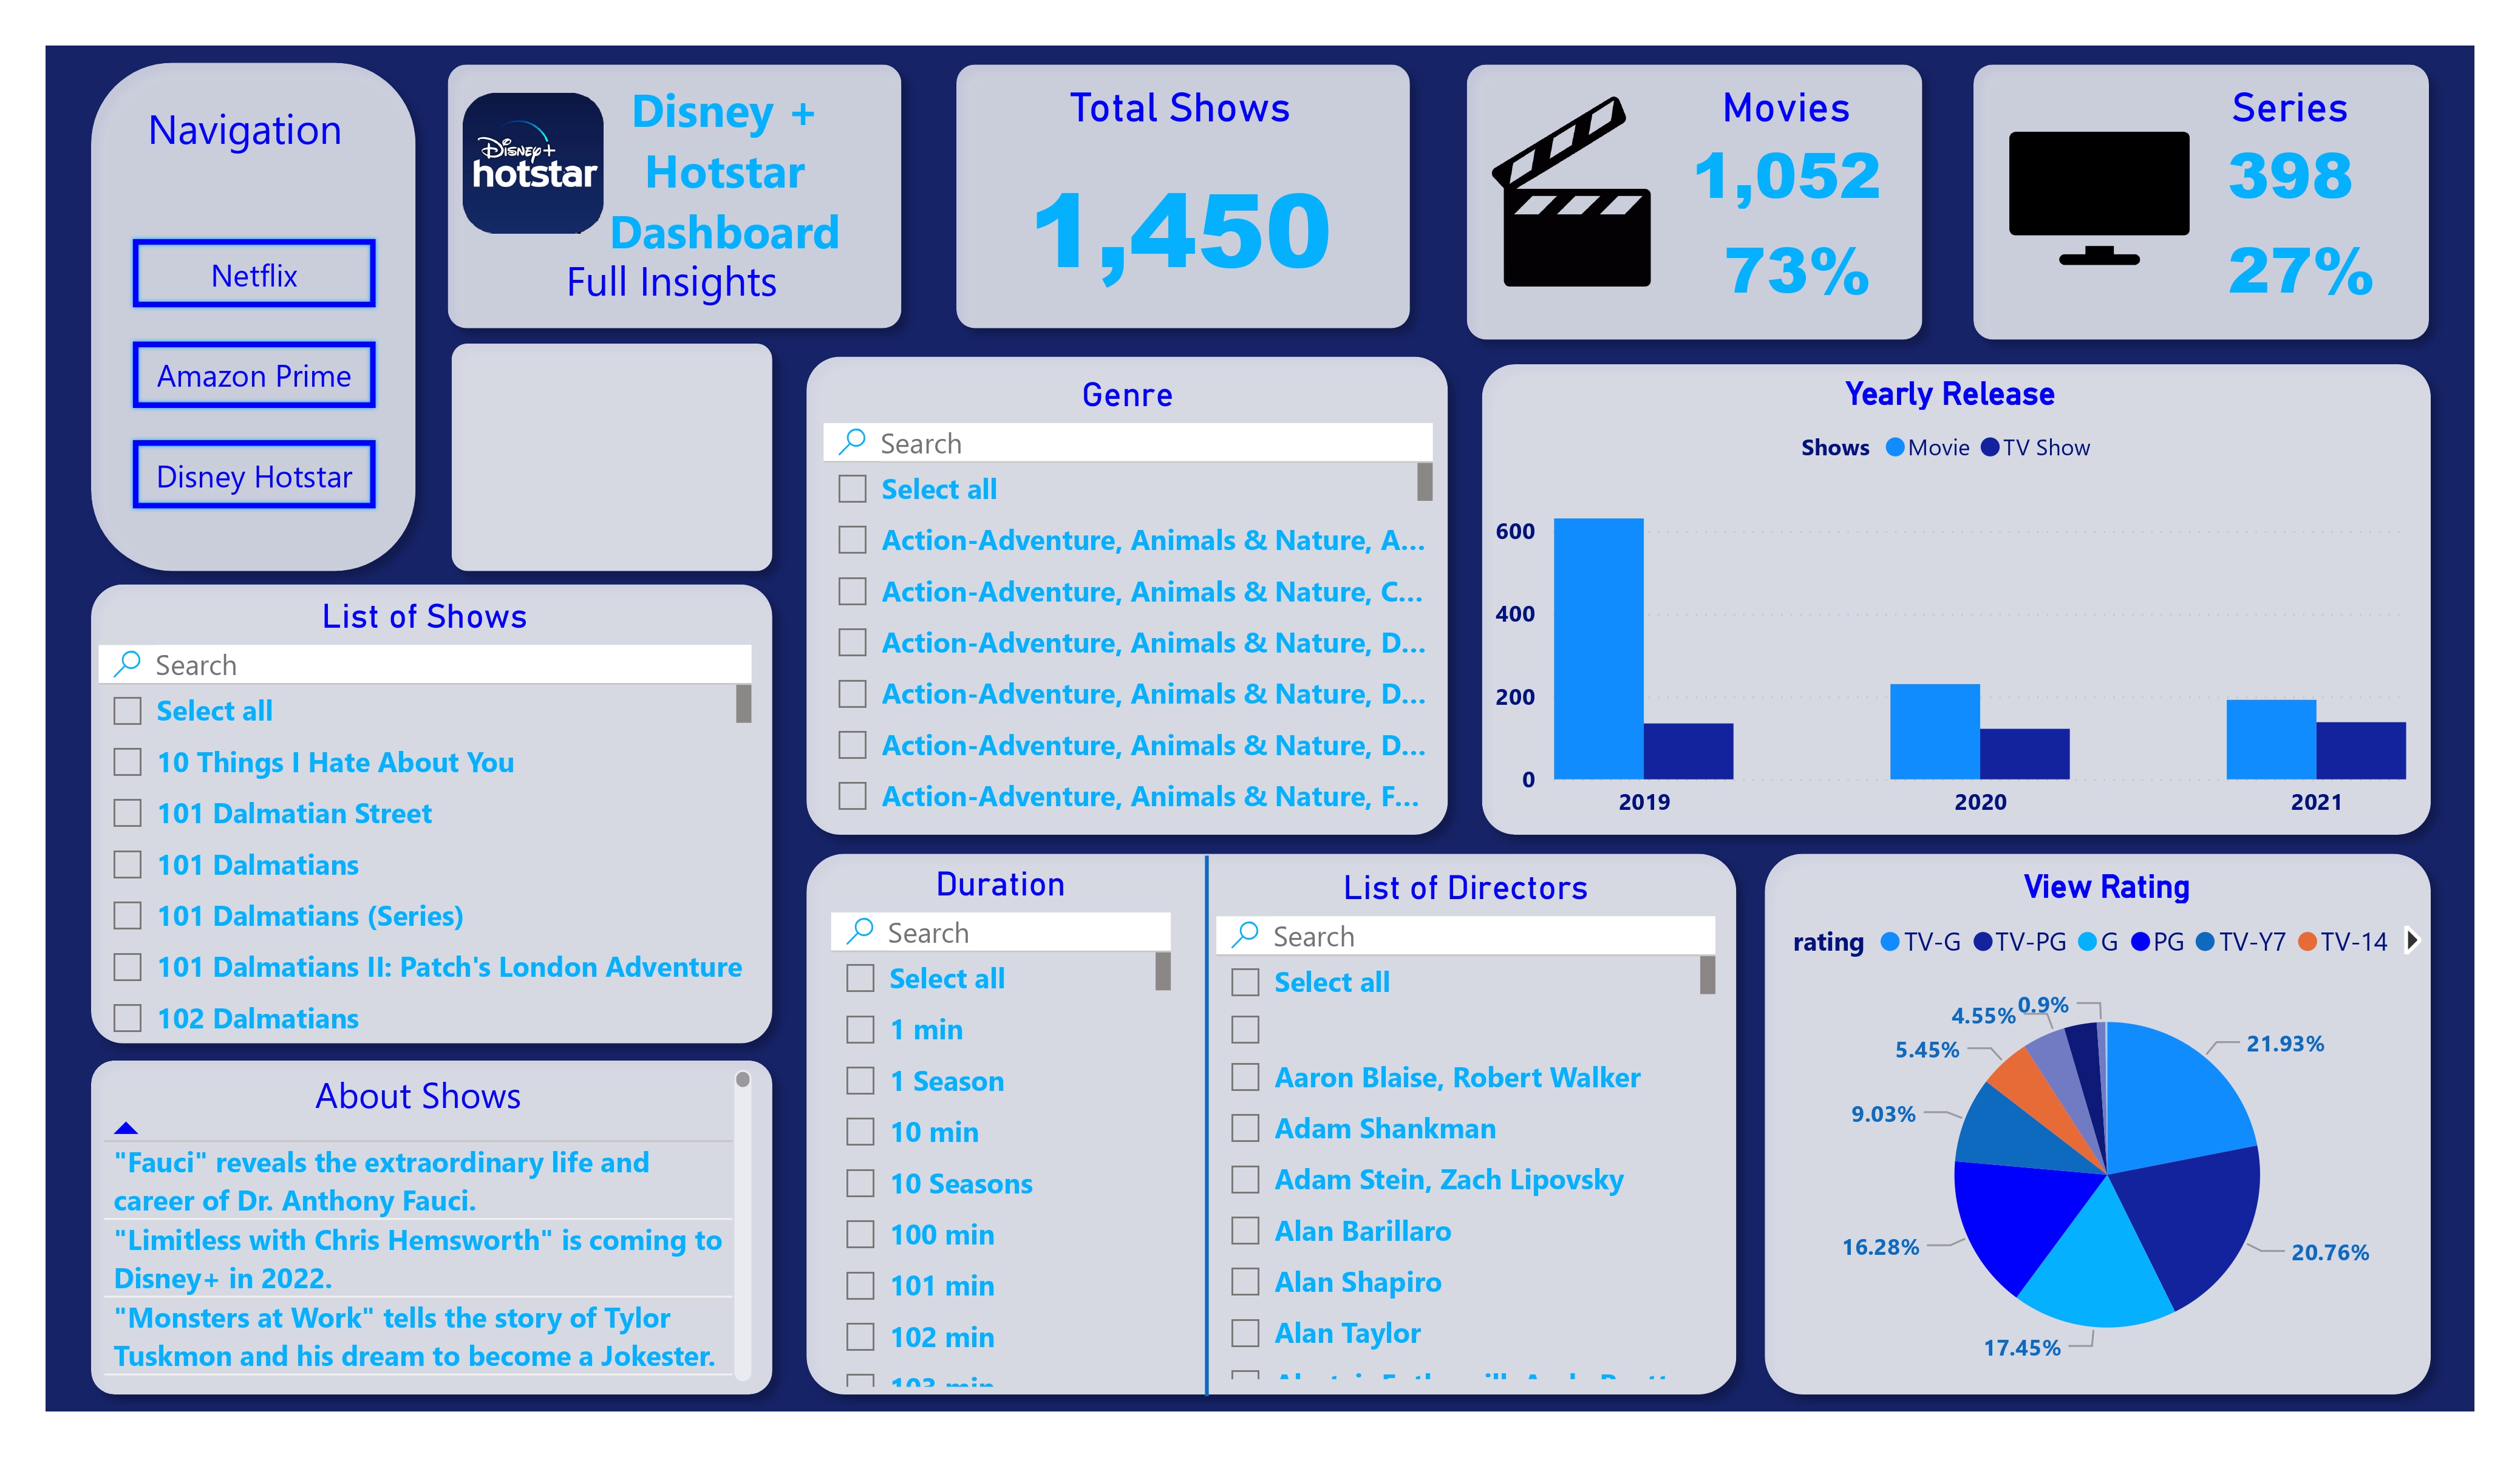 Navigation
Netflix
Amazon Prime
Disney Hotstar
Disney+
hotstar
Disney +
Hotstar
Dashboard
Full Insights
Total Shows
1,450
Movies
1,052
73%
Series
398
27%
List of Shows
Search
Select all
10 Things I Hate About You
101 Dalmatian Street
101 Dalmatians
101 Dalmatians (Series)
101 Dalmatians II: Patch's London Adventure
102 Dalmatians
About Shows
"Fauci" reveals the extraordinary life and
career of Dr. Anthony Fauci.
"Limitless with Chris Hemsworth" is coming to
Disney+ in 2022.
"Monsters at Work" tells the story of Tylor
Tuskmon and his dream to become a Jokester.
Genre
Search
Select all
Action-Adventure, Animals & Nature, A...
Action-Adventure, Animals & Nature, C...
Action-Adventure, Animals & Nature, D...
Action-Adventure, Animals & Nature, D...
Action-Adventure, Animals & Nature, D...
Action-Adventure, Animals & Nature, F...
Yearly Release
Shows Movie TV Show
600
400
200
0
2019 2020 2021
Duration
Search
Select all
1 min
1 Season
10 min
10 Seasons
100 min
101 min
102 min
103 min
List of Directors
Search
Select all
Aaron Blaise, Robert Walker
Adam Shankman
Adam Stein, Zach Lipovsky
Alan Barillaro
Alan Shapiro
Alan Taylor
View Rating
rating TV-G TV-PG G PG TV-Y7 TV-14
0.9%
4.55%
21.93%
5.45%
9.03%
16.28%
20.76%
17.45%